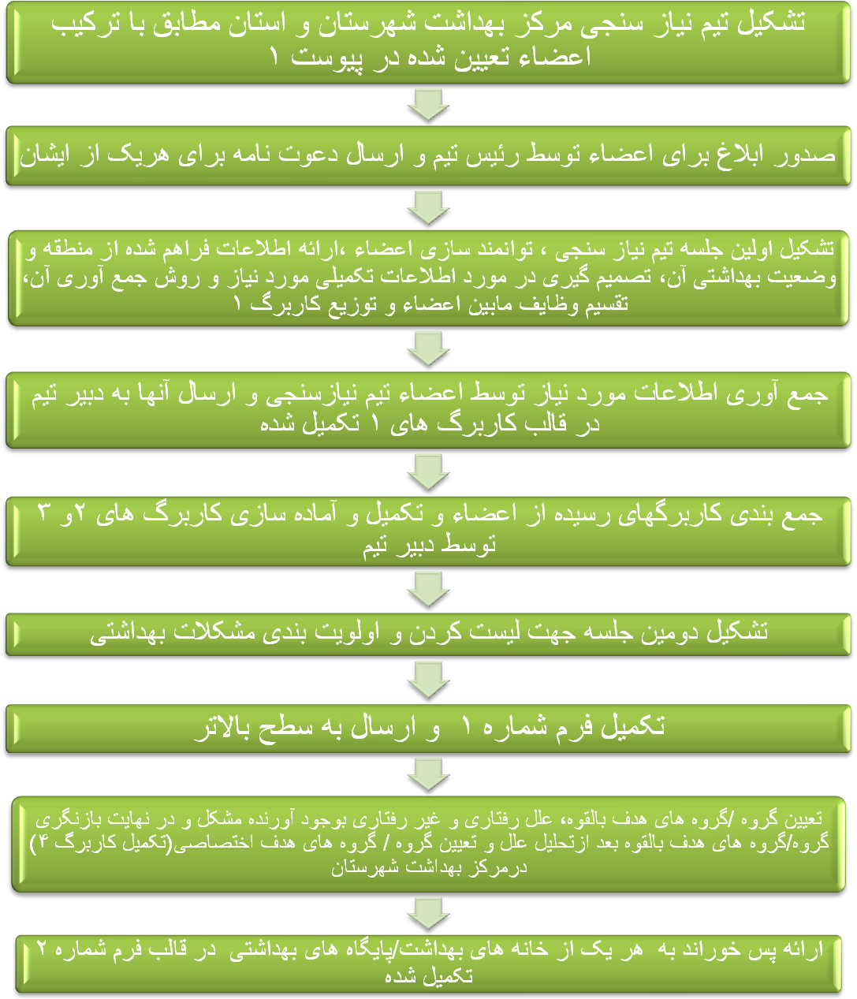 تشکیل تیم نیاز سنجی مرکز بهداشت شهرستان و استان مطابق با ترکیب
اعضاء تعیین شده در پیوست ۱
صدور ابلاغ برای اعضاء توسط رئیس تیم و ارسال دعوت نامه برای هریک از ایشان
تشکیل اولین جلسه تیم نیاز سنجی ، توانمند سازی اعضاء ،ارائه اطلاعات فراهم شده از منطقه و
وضعیت بهداشتی آن، تصمیم گیری در مورد اطلاعات تکمیلی مورد نیاز و روش جمع آوری آن،
تقسیم وظایف مابین اعضاء و توزیع کاربرگ ۱
جمع آوری اطلاعات مورد نیاز توسط اعضاء تیم نیازسنجی و ارسال آنها به دبیر تیم
در قالب کاربرگ های ۱ تکمیل شده
جمع بندی کاربرگهای رسیده از اعضاء و تکمیل و آماده سازی کاربرگ های ۲و ۳
توسط دبیر تیم
تشکیل دومین جلسه جهت لیست کردن و اولویت بندی مشکلات بهداشتی
تکمیل فرم شماره ۱ و ارسال به سطح بالاتر
تعیین گروه /گروه های هدف بالقوه، علل رفتاری و غیر رفتاری بوجود آورنده مشکل و در نهایت بازنگری
گروه/گروه های هدف بالقوه بعد ازتحلیل علل و تعیین گروه / گروه های هدف اختصاصی(تکمیل کاربرگ ۴)
درمرکز بهداشت شهرستان
ارائه پس خوراند به هر یک از خانه های بهداشت/پایگاه های بهداشتی در قالب فرم شماره ۲
تکمیل شده